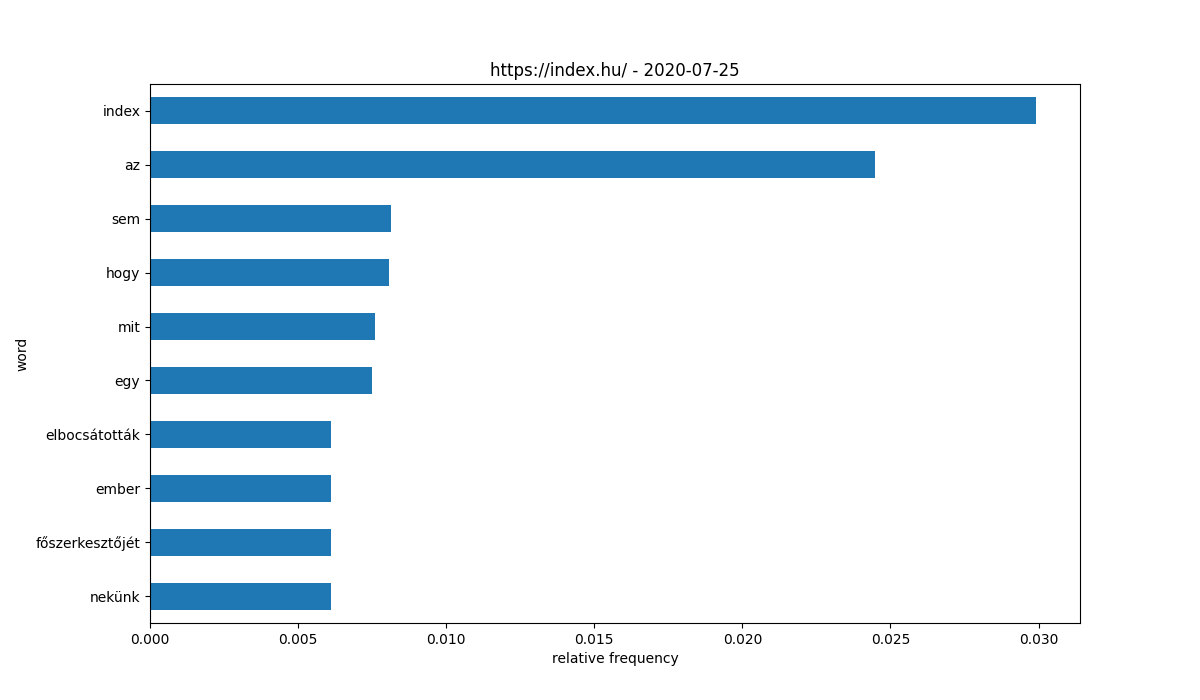 https://index.hu/ - 2020-07-25
word
index
az
sem
hogy
mit
egy
elbocsátották
ember
főszerkesztőjét
nekünk
0.000 0.005 0.010 0.015 0.020 0.025 0.030
relative frequency